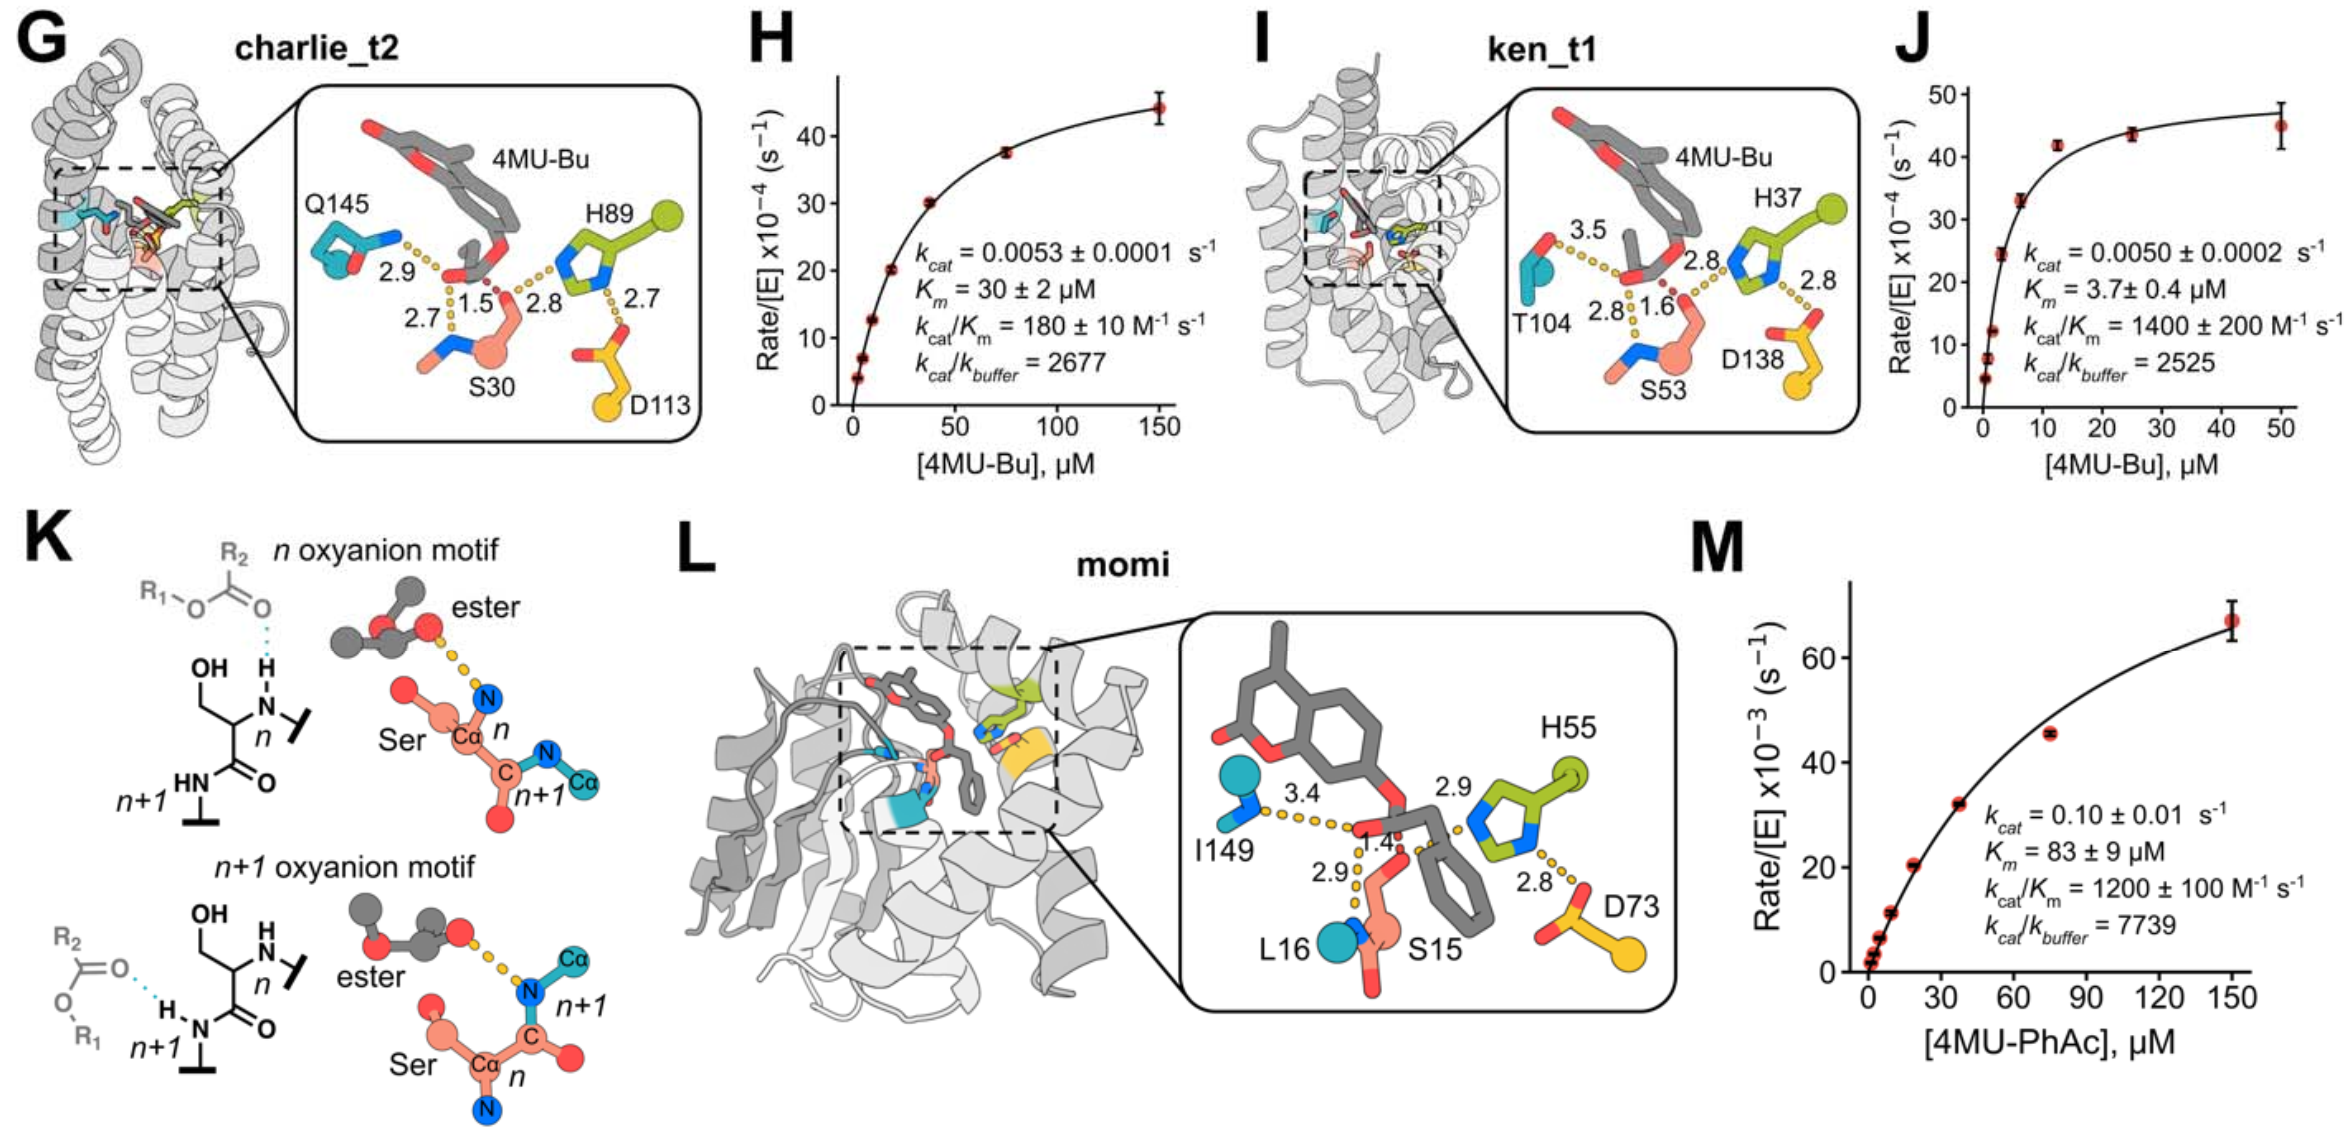 G
charlie_t2
Q145
4MU-Bu
H89
2.9
2.7
1.5
2.8
2.7
S30
D113
H
Rate/[E] x10⁻⁴ (s⁻¹)
40
30
20
10
0
k_cat = 0.0053 ± 0.0001 s⁻¹
K_m = 30 ± 2 µM
k_cat/K_m = 180 ± 10 M⁻¹ s⁻¹
k_cat/k_buffer = 2677
0 50 100 150
[4MU-Bu], µM
I
ken_t1
4MU-Bu
H37
3.5
2.8
2.8
T104
2.8
1.6
D138
S53
J
Rate/[E] x10⁻⁴ (s⁻¹)
50
40
30
20
10
0
k_cat = 0.0050 ± 0.0002 s⁻¹
K_m = 3.7± 0.4 µM
k_cat/K_m = 1400 ± 200 M⁻¹ s⁻¹
k_cat/k_buffer = 2525
0 10 20 30 40 50
[4MU-Bu], µM
K
n oxyanion motif
R₂
R₁ O O
ester
OH H
N
n
HN O
n+1
N
Ser Cα n
N
C Cα
n+1
n+1 oxyanion motif
R₂
O
O
R₁
OH H
N
n
H
N O
n+1
ester
Cα
N
n+1
C
Ser Cα n
N
L
momi
H55
2.9
3.4
I149
1.4
2.9
2.8
D73
L16
S15
M
Rate/[E] x10⁻³ (s⁻¹)
60
40
20
0
k_cat = 0.10 ± 0.01 s⁻¹
K_m = 83 ± 9 µM
k_cat/K_m = 1200 ± 100 M⁻¹ s⁻¹
k_cat/k_buffer = 7739
0 30 60 90 120 150
[4MU-PhAc], µM